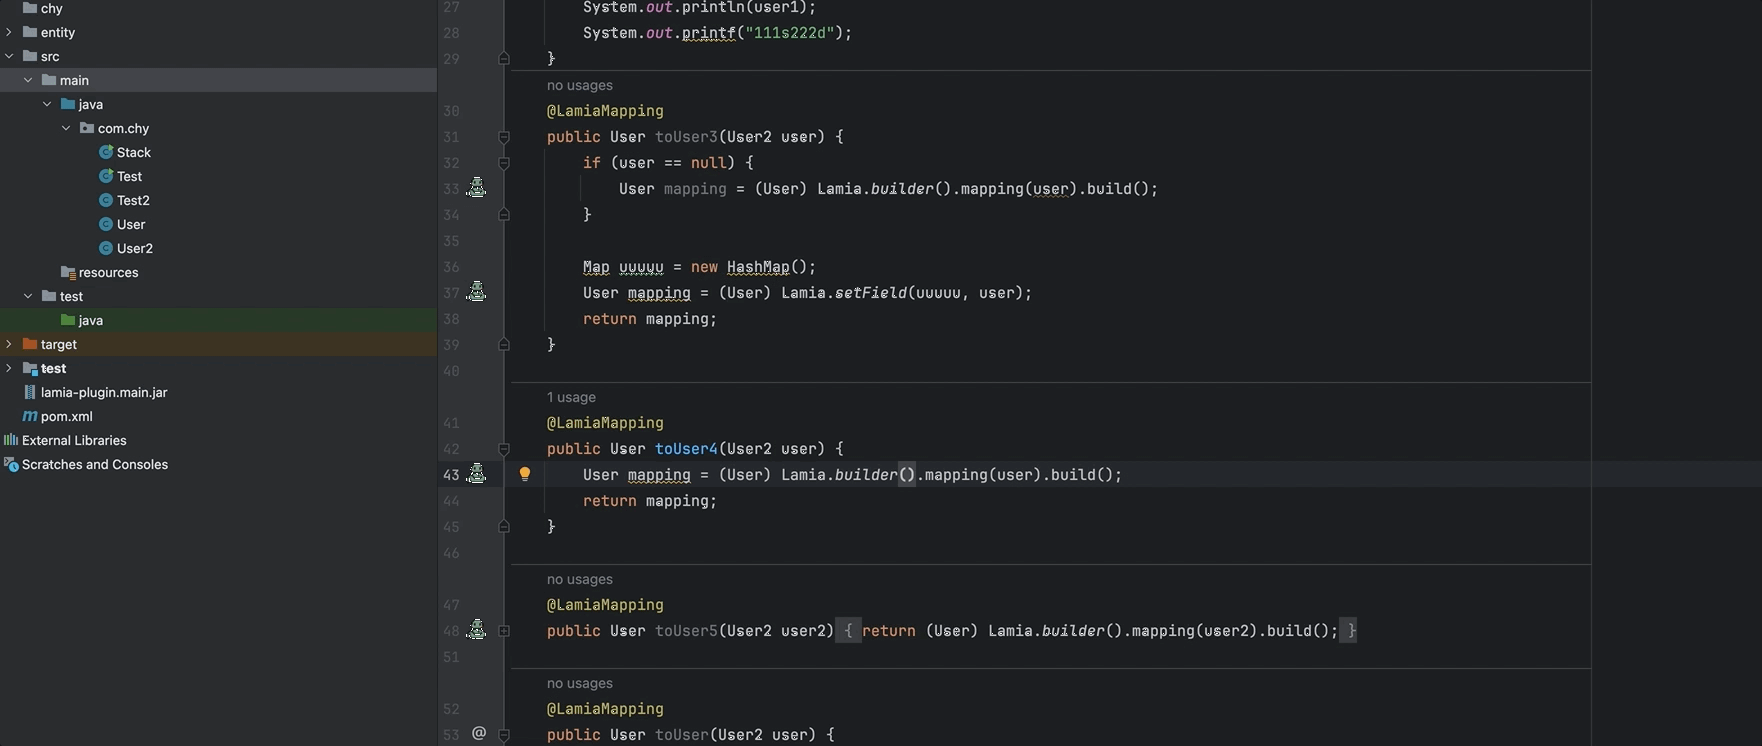 chy
entity
src
main
java
com.chy
Stack
Test
Test2
User
User2
resources
test
java
target
test
lamia-plugin.main.jar
pom.xml
External Libraries
Scratches and Consoles
27 System.out.println(user1);
28 System.out.printf("111s222d");
29 }
no usages
30 @LamiaMapping
31 public User toUser3(User2 user) {
32 if (user == null) {
33 User mapping = (User) Lamia.builder().mapping(user).build();
34 }
35
36 Map uuuuu = new HashMap();
37 User mapping = (User) Lamia.setField(uuuuu, user);
38 return mapping;
39 }
40
1 usage
41 @LamiaMapping
42 public User toUser4(User2 user) {
43 User mapping = (User) Lamia.builder().mapping(user).build();
44 return mapping;
45 }
46
no usages
47 @LamiaMapping
48 public User toUser5(User2 user2) { return (User) Lamia.builder().mapping(user2).build(); }
51
no usages
52 @LamiaMapping
53 @ public User toUser(User2 user) {